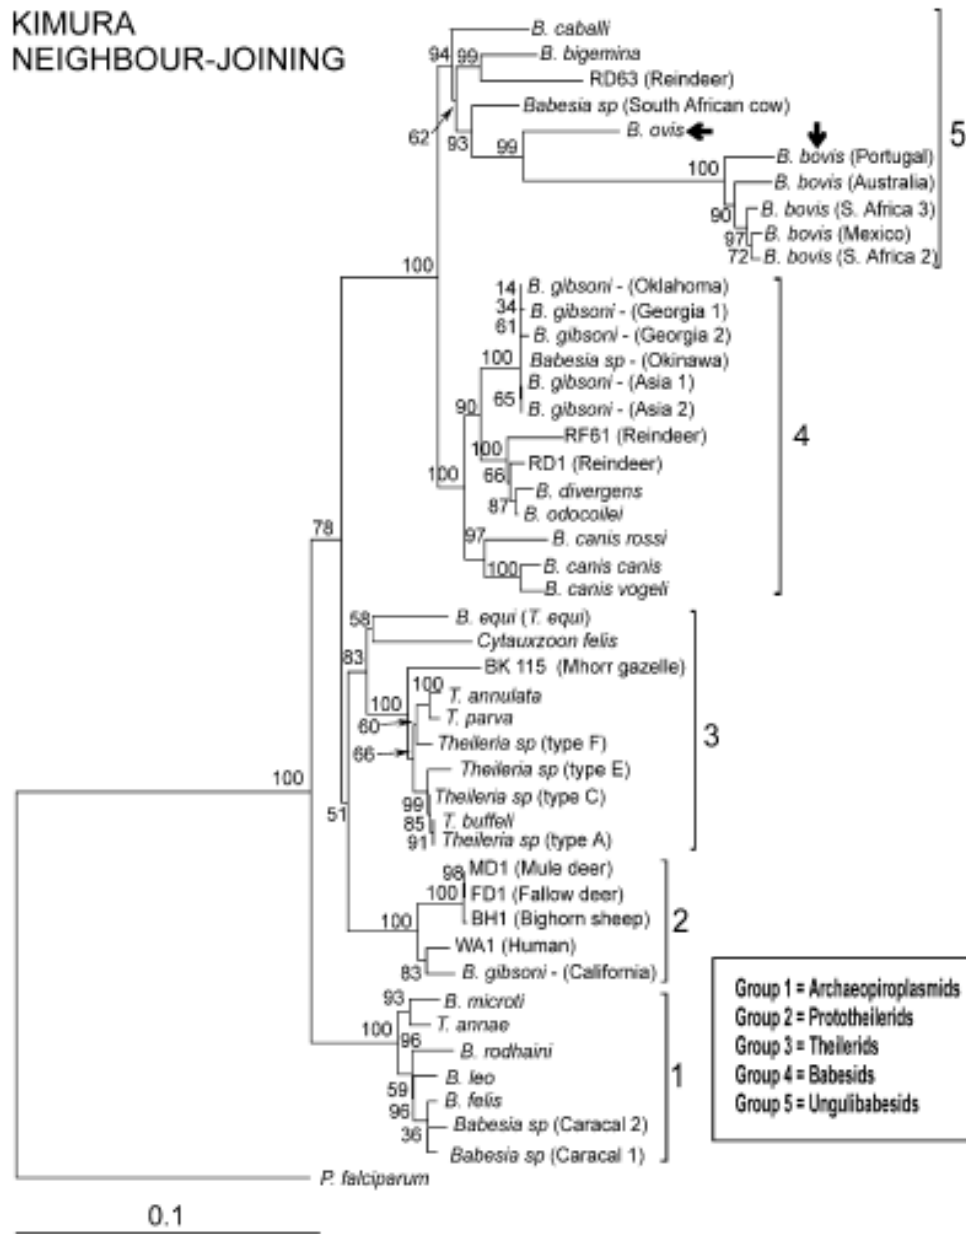 KIMURA
NEIGHBOUR-JOINING
B. caballi
94
99
B. bigemina
RD63 (Reindeer)
Babesia sp (South African cow)
62
93
99
B. ovis
5
100
B. bovis (Portugal)
B. bovis (Australia)
90
B. bovis (S. Africa 3)
97
B. bovis (Mexico)
72
B. bovis (S. Africa 2)
100
14
B. gibsoni - (Oklahoma)
34
B. gibsoni - (Georgia 1)
61
B. gibsoni - (Georgia 2)
100
Babesia sp - (Okinawa)
B. gibsoni - (Asia 1)
65
B. gibsoni - (Asia 2)
90
4
100
RF61 (Reindeer)
100
66
RD1 (Reindeer)
B. divergens
87
B. odocoilei
78
97
B. canis rossi
100
B. canis canis
B. canis vogeli
58
B. equi (T. equi)
Cytauxzoon felis
83
BK 115 (Mhorr gazelle)
100
T. annulata
100
T. parva
60
3
Theileria sp (type F)
66
Theileria sp (type E)
100
99
Theileria sp (type C)
51
85
T. buffeli
91
Theileria sp (type A)
98
MD1 (Mule deer)
100
FD1 (Fallow deer)
BH1 (Bighorn sheep)
2
100
WA1 (Human)
83
B. gibsoni - (California)
93
B. microti
100
T. annae
96
B. rodhaini
59
B. leo
1
96
B. felis
36
Babesia sp (Caracal 2)
Babesia sp (Caracal 1)
P. falciparum
0.1
Group 1 = Archaeopiroplasmids
Group 2 = Prototheilerids
Group 3 = Theilerids
Group 4 = Babesids
Group 5 = Ungulibabesids